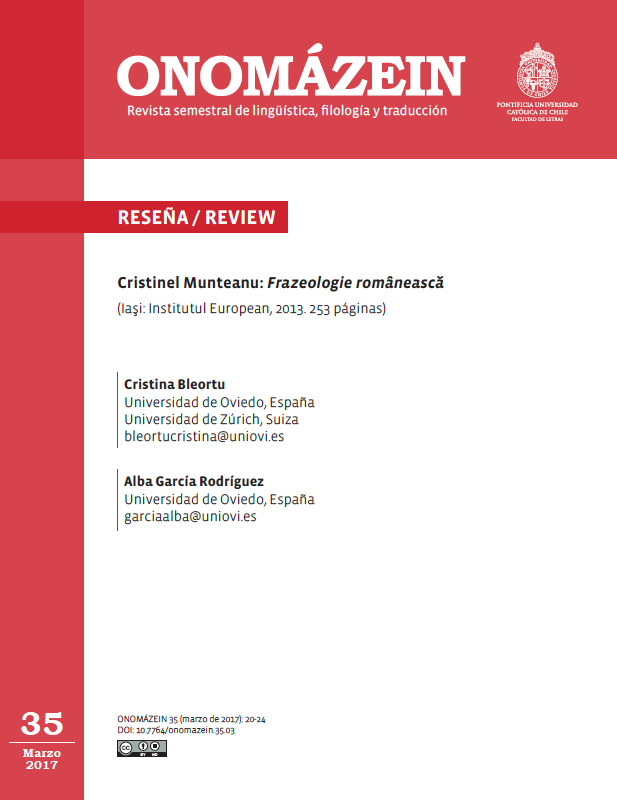 ONOMÁZEIN
Revista semestral de lingüística, filología y traducción
PONTIFICIA UNIVERSIDAD
CATÓLICA DE CHILE
FACULTAD DE LETRAS
RESEÑA / REVIEW
Cristinel Munteanu: Frazeologie românească
(Iaşi: Institutul European, 2013. 253 páginas)
Cristina Bleortu
Universidad de Oviedo, España
Universidad de Zúrich, Suiza
bleortucristina@uniovi.es
Alba García Rodríguez
Universidad de Oviedo, España
garciaalba@uniovi.es
35
Marzo
2017
ONOMÁZEIN 35 (marzo de 2017): 20-24
DOI: 10.7764/onomazein.35.03
cc
BY ND